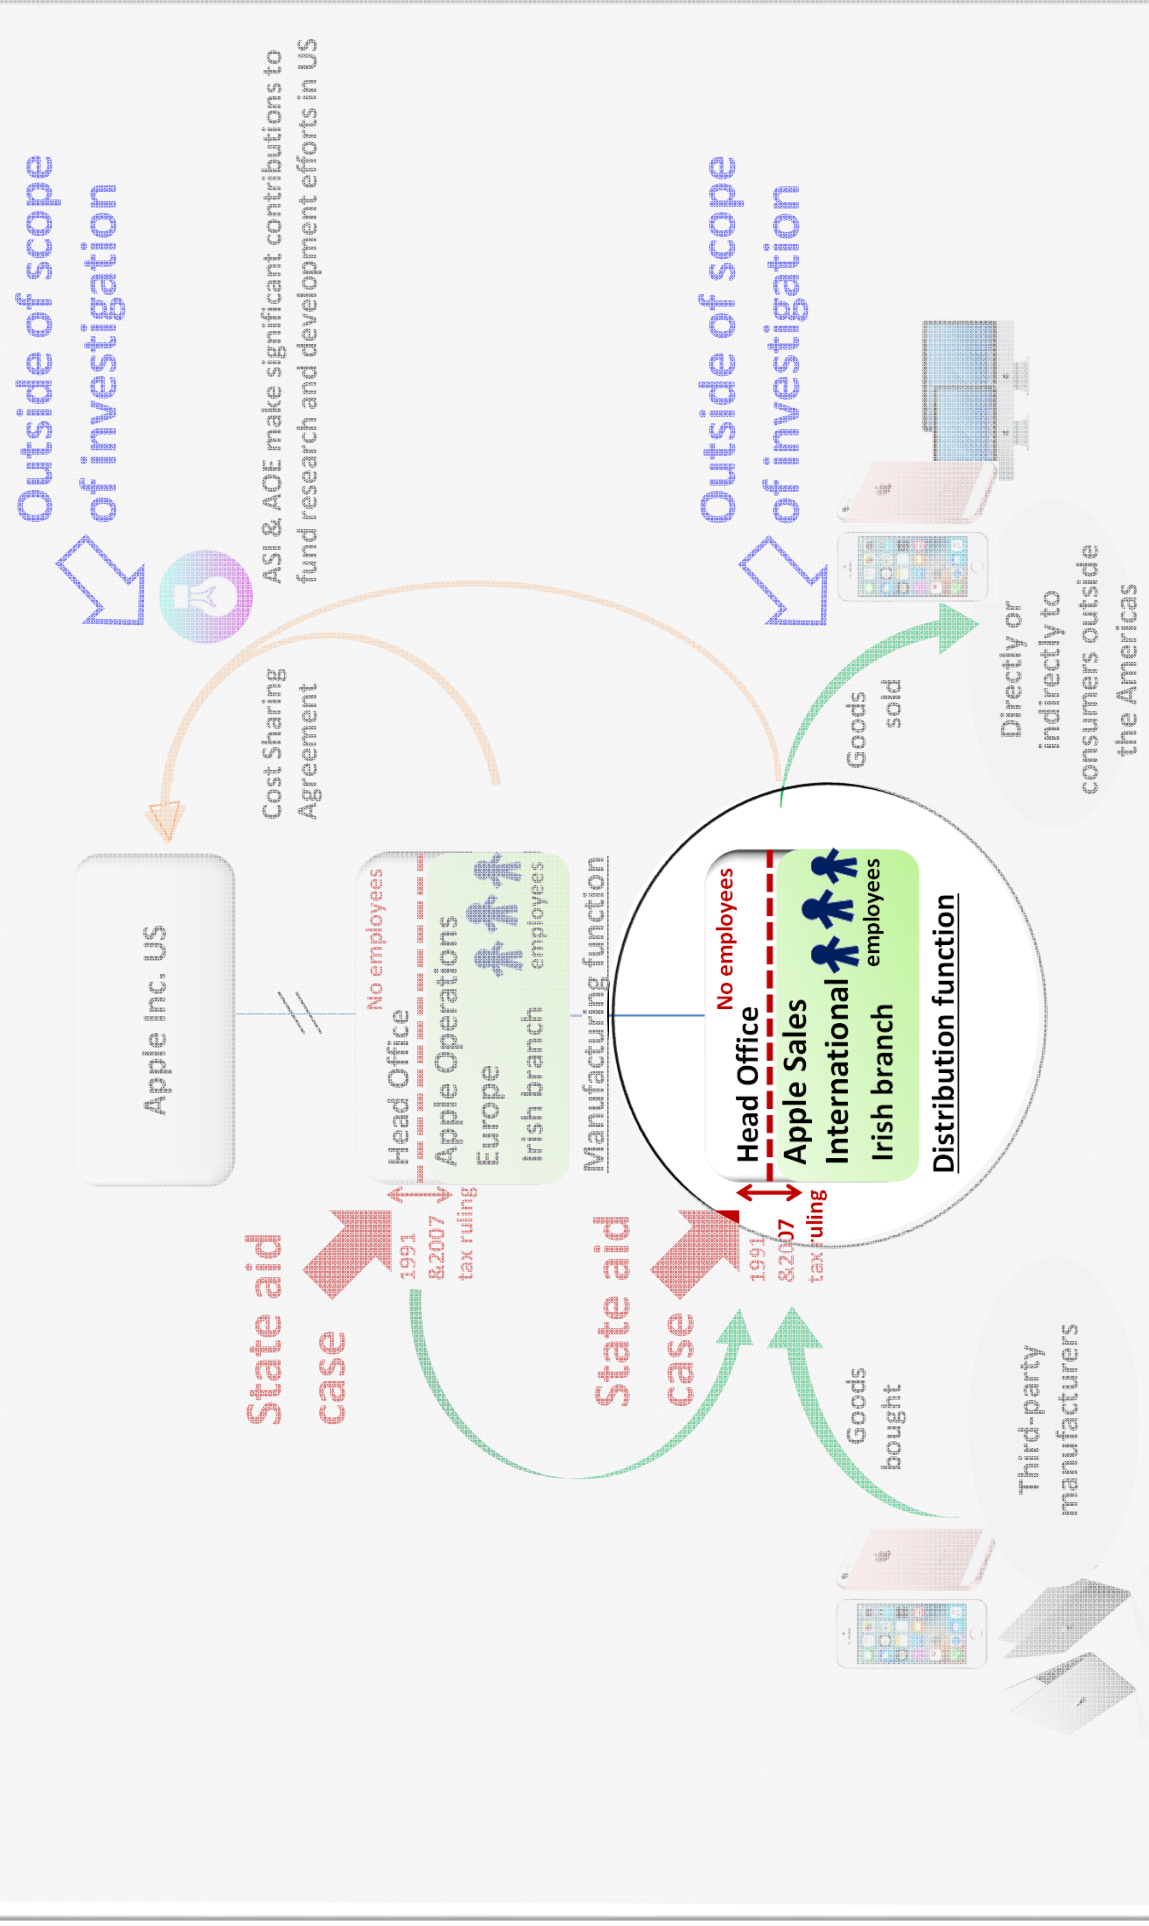 Outside of scope
of investigation
ASI & AOE make significant contributions to
fund research and development efforts in US
Cost Sharing
Agreement
Apple Inc. US
State aid
case
1991
&2007
tax ruling
No employees
Head Office
Apple Operations
Europe
Irish branch
employees
Manufacturing function
Outside of scope
of investigation
State aid
case
1991
&2007
tax ruling
No employees
Head Office
Apple Sales
International
Irish branch
employees
Distribution function
Goods
sold
Directly or
indirectly to
consumers outside
the Americas
Goods
bought
Third-party
manufacturers